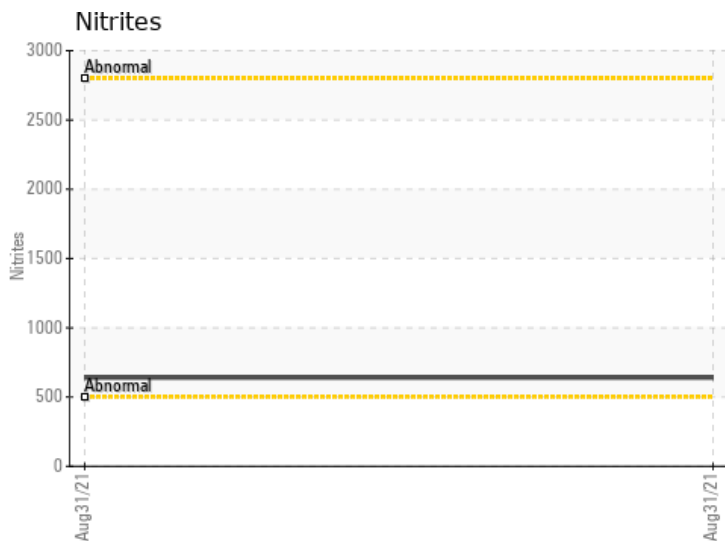 Nitrites
3000
Abnormal
2500
2000
Nitrites
1500
1000
Abnormal
500
0
Aug31/21
Aug31/21